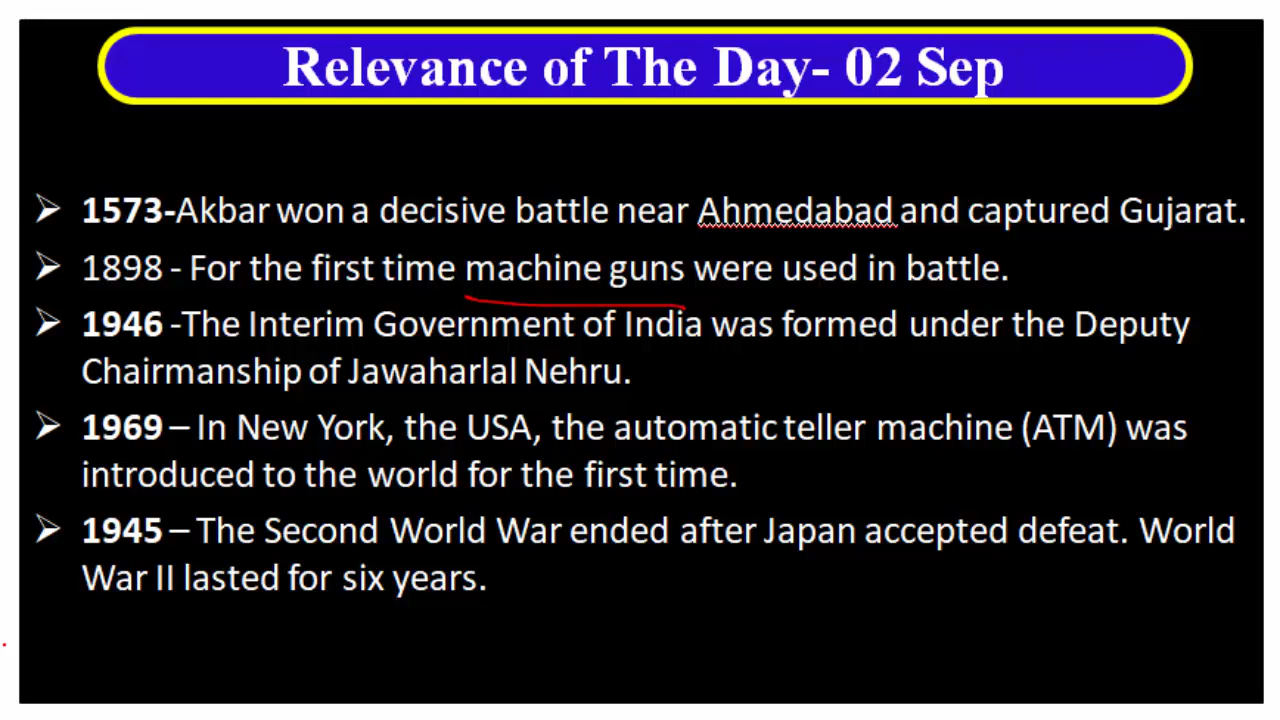 Relevance of The Day- 02 Sep
➢ 1573-Akbar won a decisive battle near Ahmedabad and captured Gujarat.
➢ 1898 - For the first time machine guns were used in battle.
➢ 1946 -The Interim Government of India was formed under the Deputy
Chairmanship of Jawaharlal Nehru.
➢ 1969 – In New York, the USA, the automatic teller machine (ATM) was
introduced to the world for the first time.
➢ 1945 – The Second World War ended after Japan accepted defeat. World
War II lasted for six years.